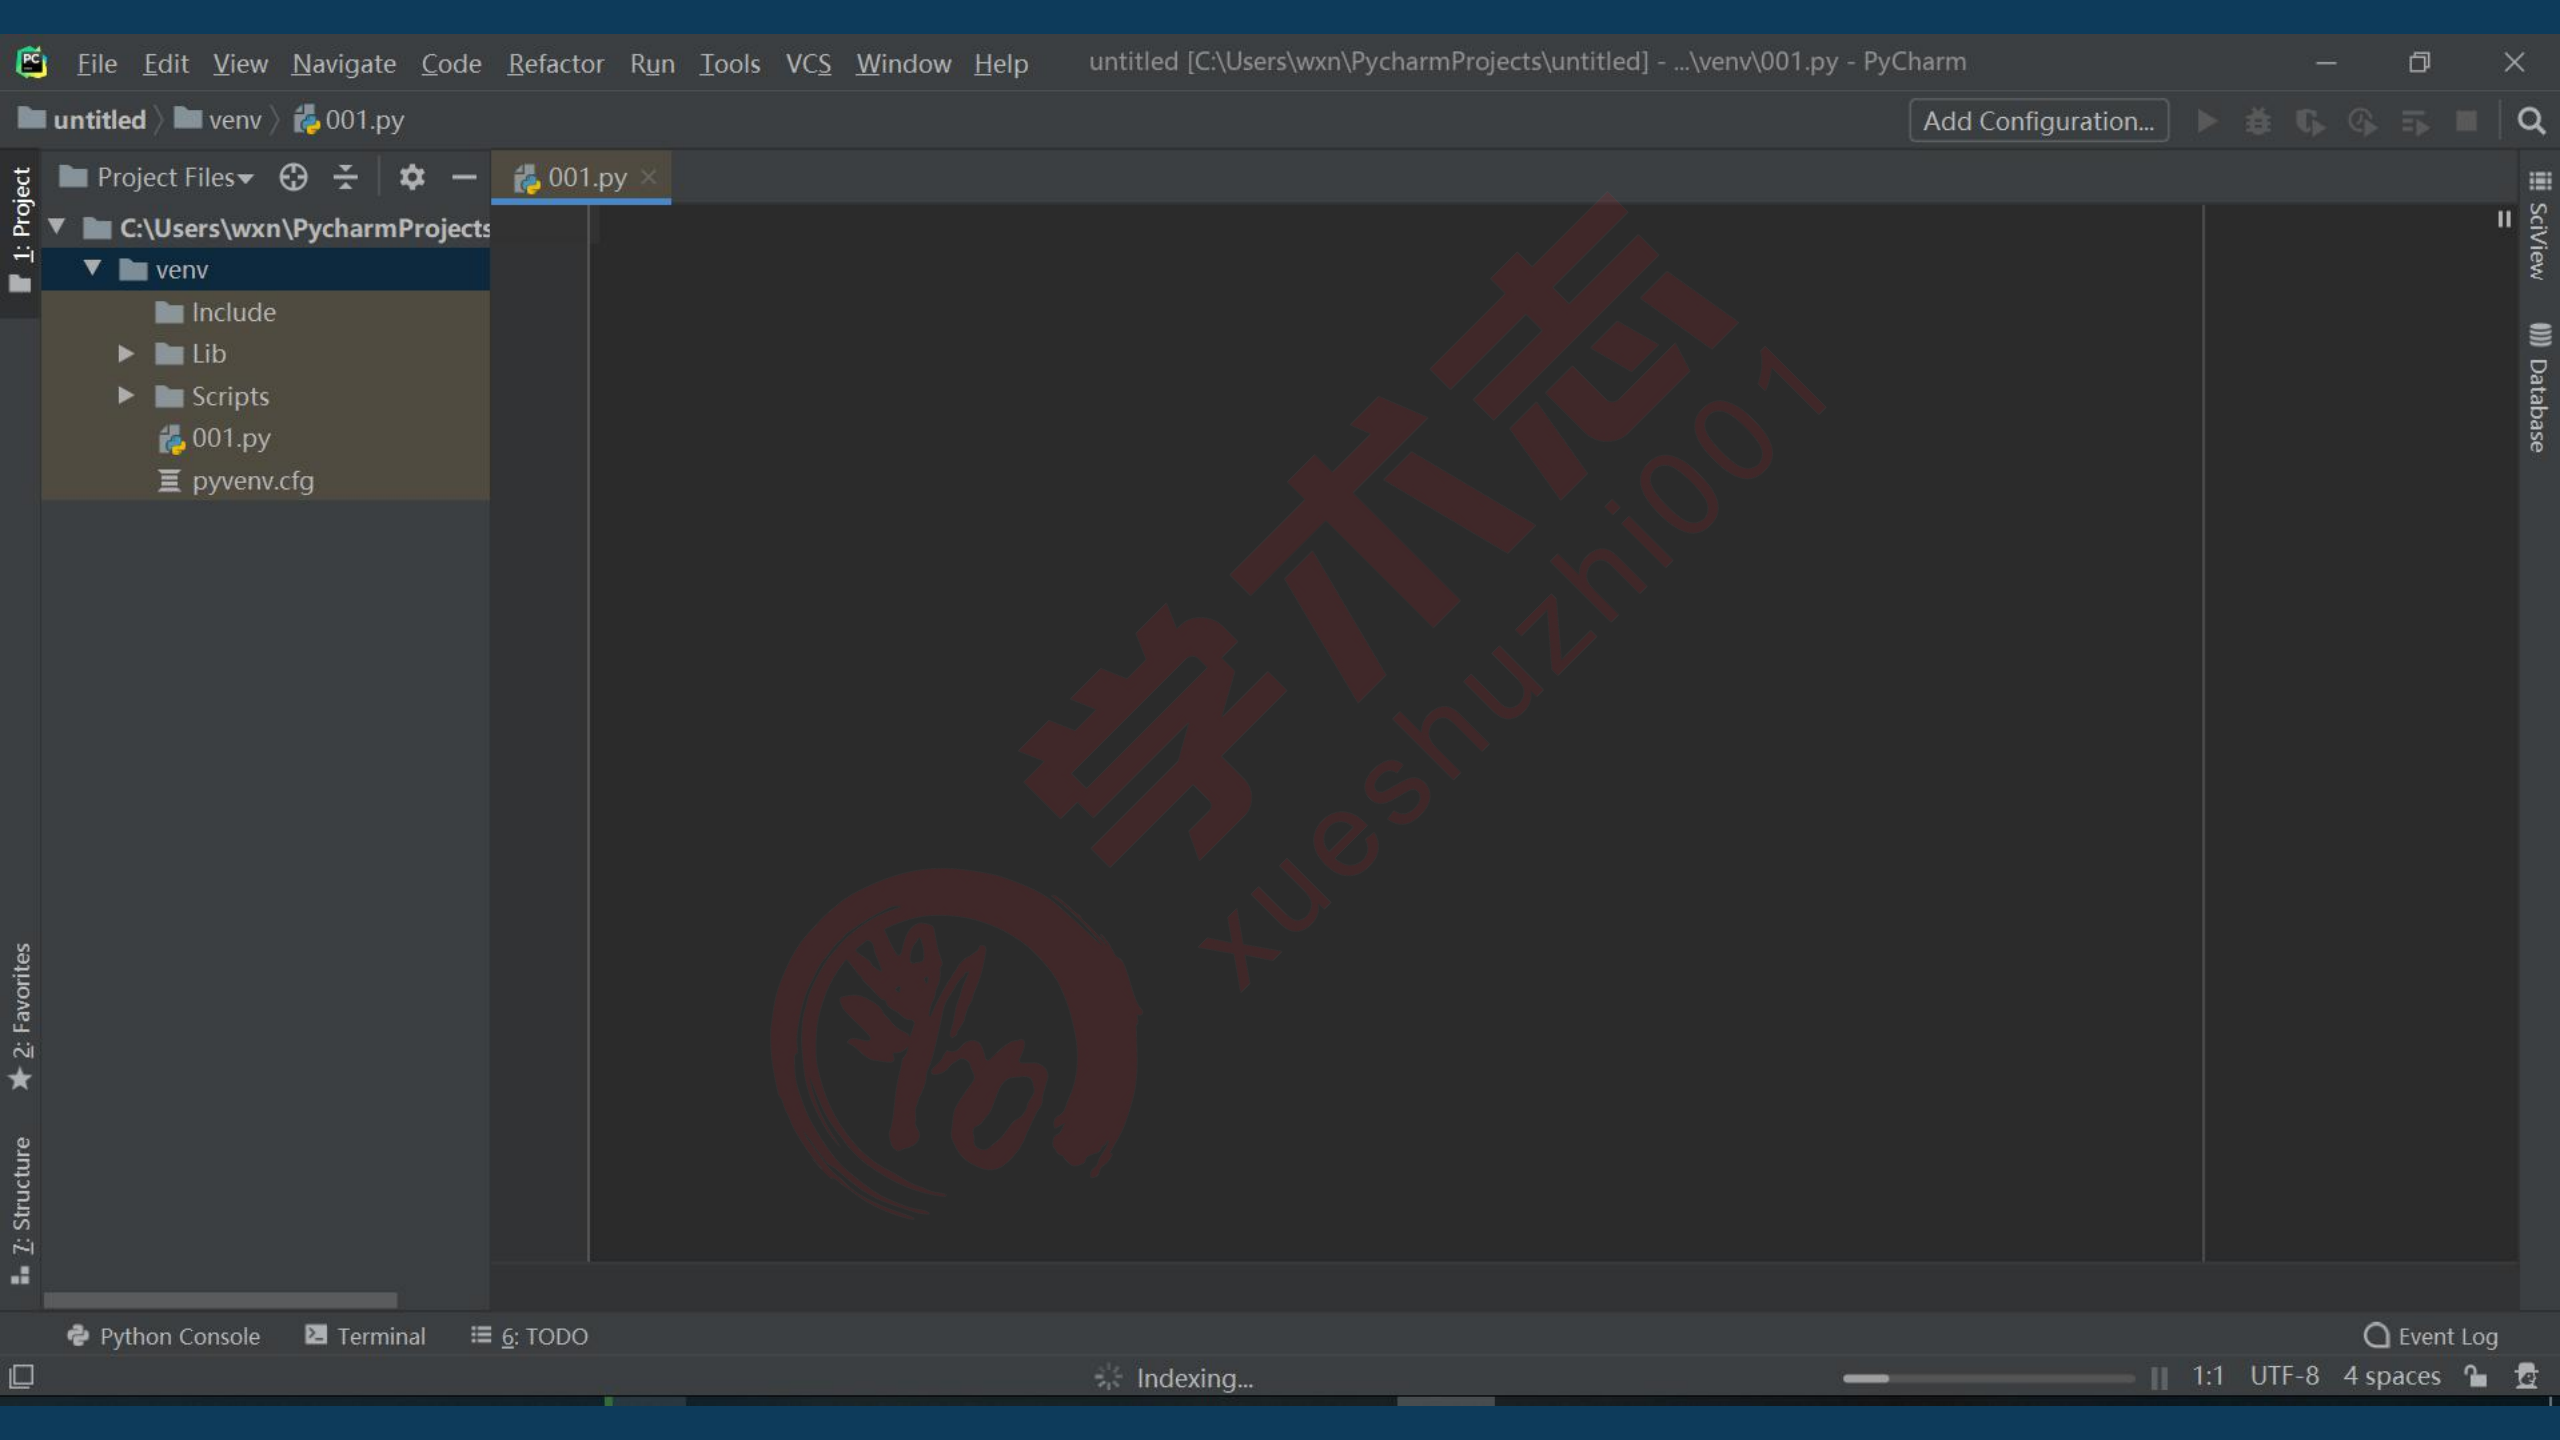 File Edit View Navigate Code Refactor Run Tools VCS Window Help untitled [C:\Users\wxn\PycharmProjects\untitled] - ...\venv\001.py - PyCharm
untitled venv 001.py Add Configuration...
1: Project
Project Files
001.py
C:\Users\wxn\PycharmProjects
venv
Include
Lib
Scripts
001.py
pyvenv.cfg
SciView
Database
学术志
xueshuzhi001
2: Favorites
7: Structure
Python Console Terminal 6: TODO Event Log
Indexing... 1:1 UTF-8 4 spaces